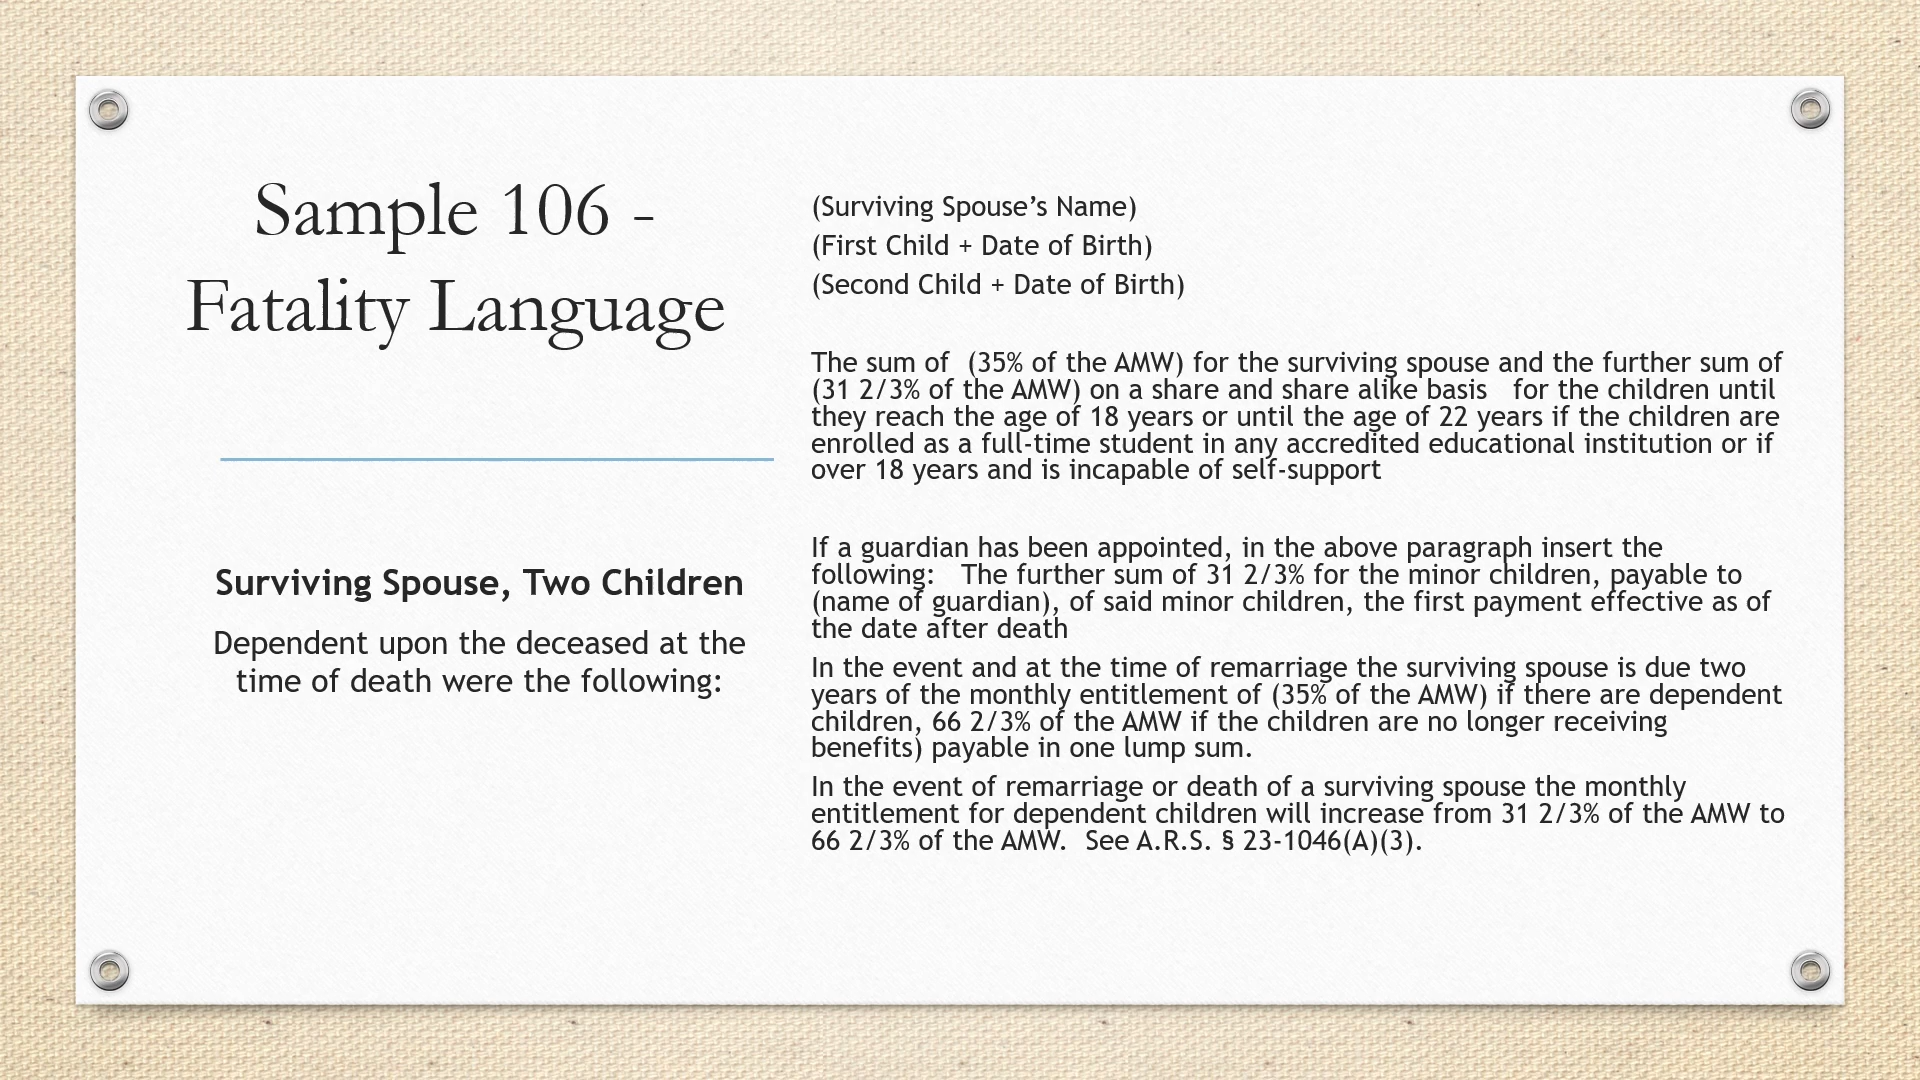 Sample 106 -
Fatality Language
Surviving Spouse, Two Children
Dependent upon the deceased at the
time of death were the following:
(Surviving Spouse’s Name)
(First Child + Date of Birth)
(Second Child + Date of Birth)
The sum of  (35% of the AMW) for the surviving spouse and the further sum of
(31 2/3% of the AMW) on a share and share alike basis   for the children until
they reach the age of 18 years or until the age of 22 years if the children are
enrolled as a full-time student in any accredited educational institution or if
over 18 years and is incapable of self-support
If a guardian has been appointed, in the above paragraph insert the
following:   The further sum of 31 2/3% for the minor children, payable to
(name of guardian), of said minor children, the first payment effective as of
the date after death
In the event and at the time of remarriage the surviving spouse is due two
years of the monthly entitlement of (35% of the AMW) if there are dependent
children, 66 2/3% of the AMW if the children are no longer receiving
benefits) payable in one lump sum.
In the event of remarriage or death of a surviving spouse the monthly
entitlement for dependent children will increase from 31 2/3% of the AMW to
66 2/3% of the AMW.  See A.R.S. § 23-1046(A)(3).